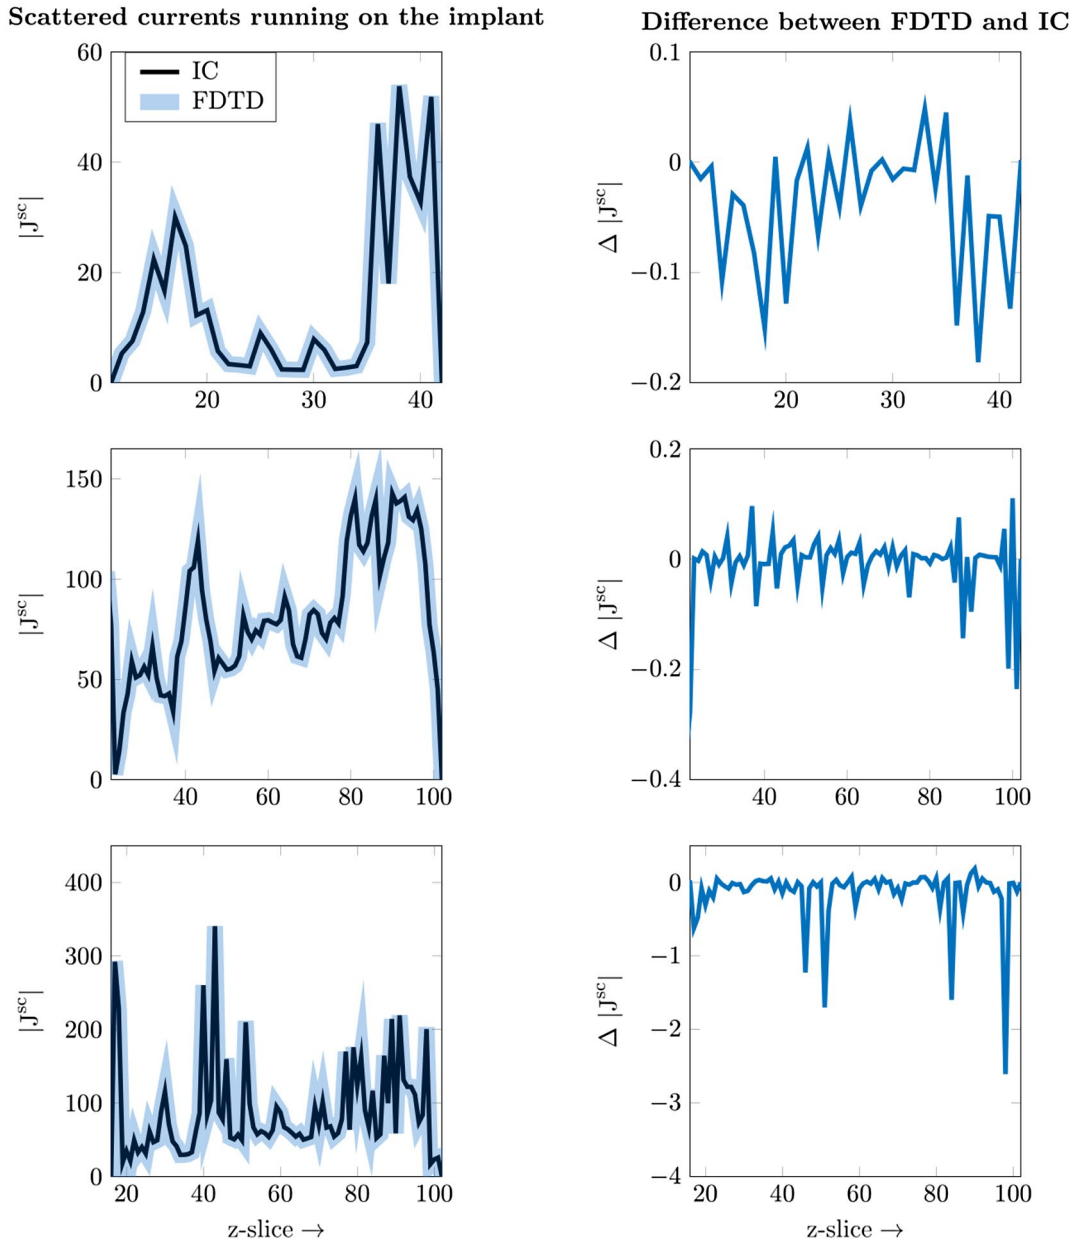 Scattered currents running on the implant
Difference between FDTD and IC
IC
FDTD
60
40
20
0
|J^sc|
20 30 40
0.1
0
−0.1
−0.2
Δ |J^sc|
20 30 40
150
100
50
0
|J^sc|
40 60 80 100
0.2
0
−0.2
−0.4
Δ |J^sc|
40 60 80 100
400
300
200
100
0
|J^sc|
20 40 60 80 100
z-slice →
0
−1
−2
−3
−4
Δ |J^sc|
20 40 60 80 100
z-slice →